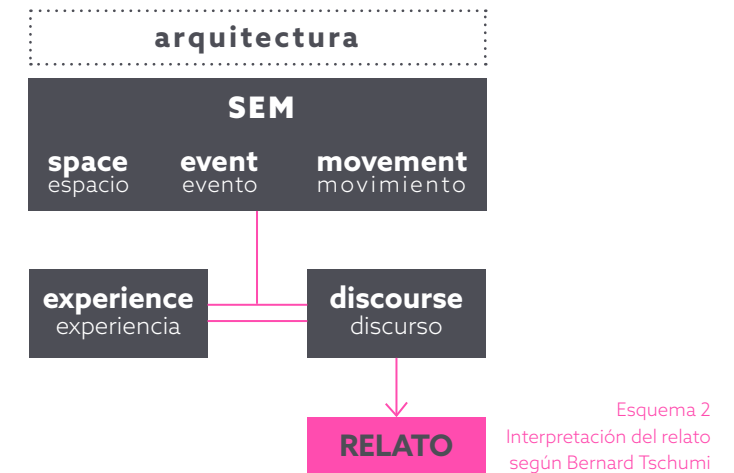 arquitectura
SEM
space event movement
espacio evento movimiento
experience discourse
experiencia discurso
RELATO
Esquema 2
Interpretación del relato
según Bernard Tschumi